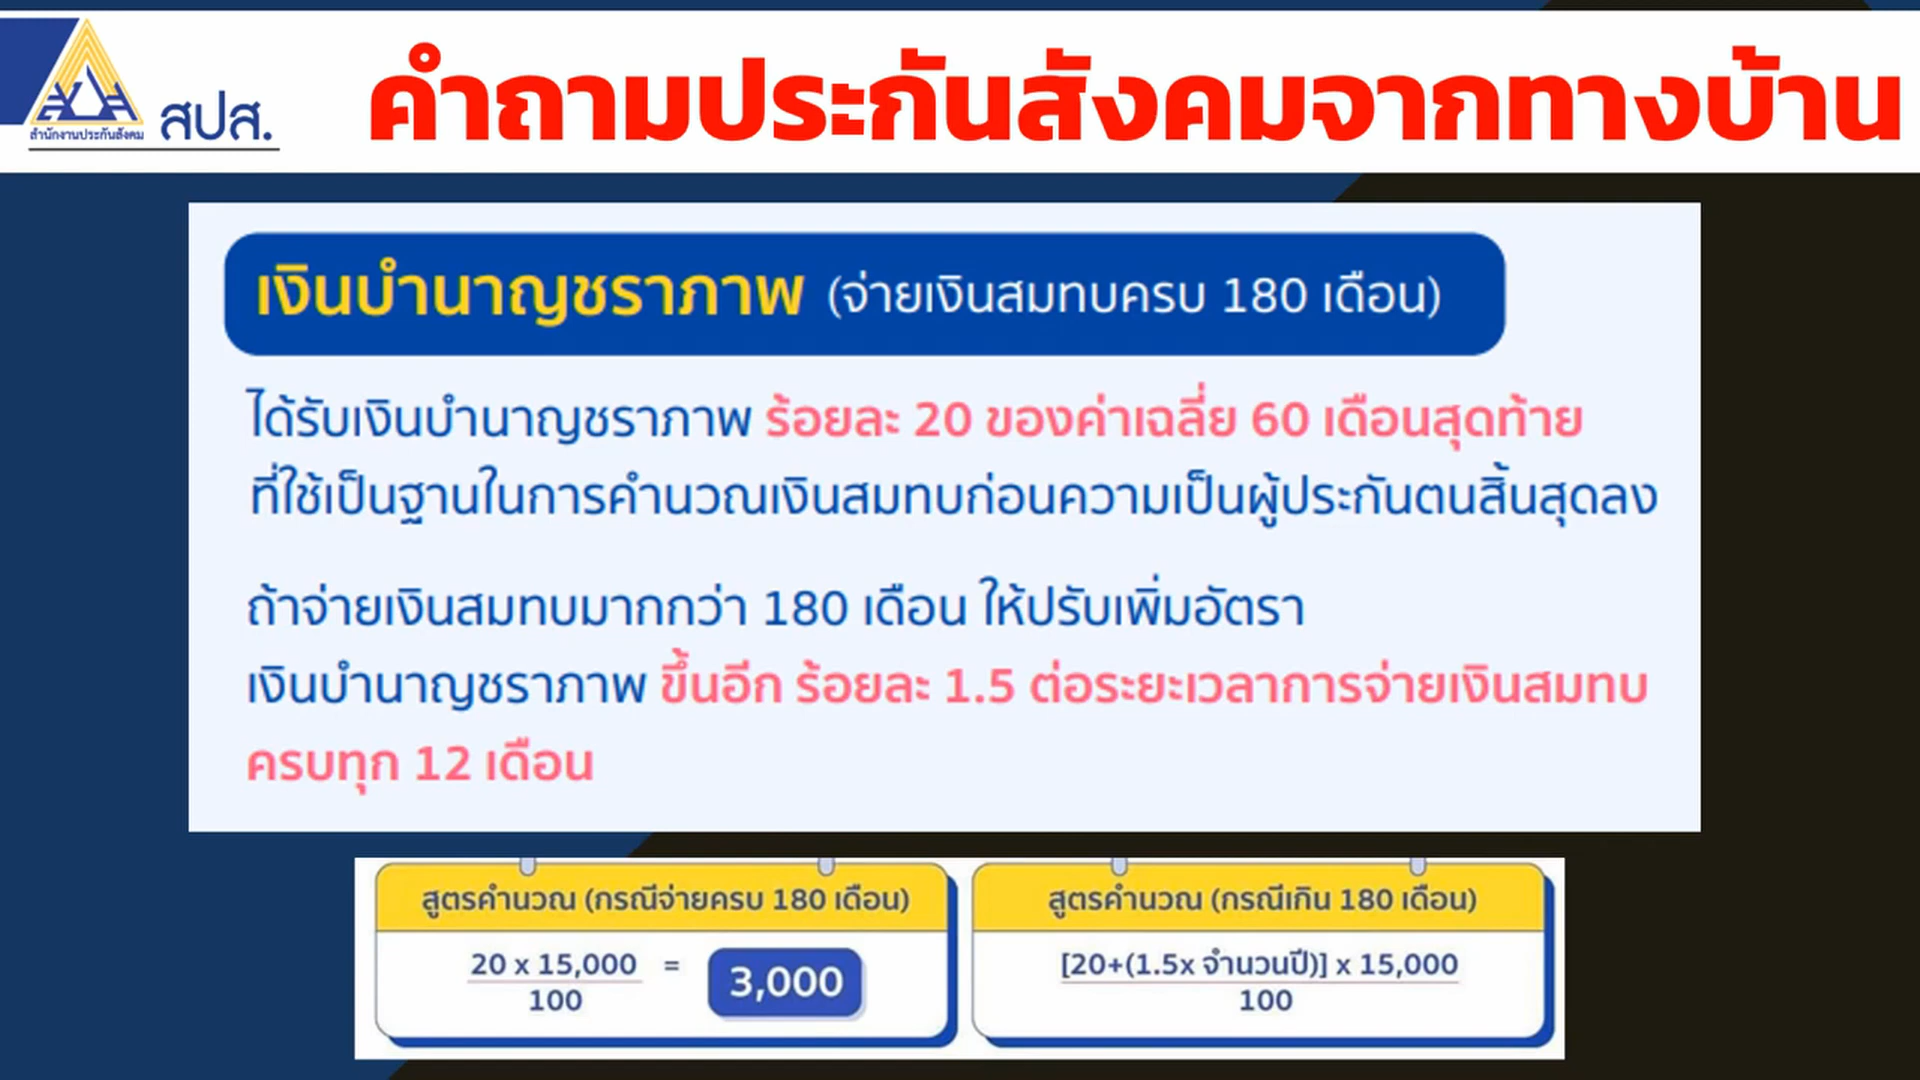 สำนักงานประกันสังคม
สปส.
คำถามประกันสังคมจากทางบ้าน
เงินบำนาญชราภาพ (จ่ายเงินสมทบครบ 180 เดือน)
ได้รับเงินบำนาญชราภาพ ร้อยละ 20 ของค่าเฉลี่ย 60 เดือนสุดท้าย
ที่ใช้เป็นฐานในการคำนวณเงินสมทบก่อนความเป็นผู้ประกันตนสิ้นสุดลง
ถ้าจ่ายเงินสมทบมากกว่า 180 เดือน ให้ปรับเพิ่มอัตรา
เงินบำนาญชราภาพ ขึ้นอีก ร้อยละ 1.5 ต่อระยะเวลาการจ่ายเงินสมทบ
ครบทุก 12 เดือน
สูตรคำนวณ (กรณีจ่ายครบ 180 เดือน)
20 x 15,000
100
= 3,000
สูตรคำนวณ (กรณีเกิน 180 เดือน)
[20+(1.5x จำนวนปี)] x 15,000
100